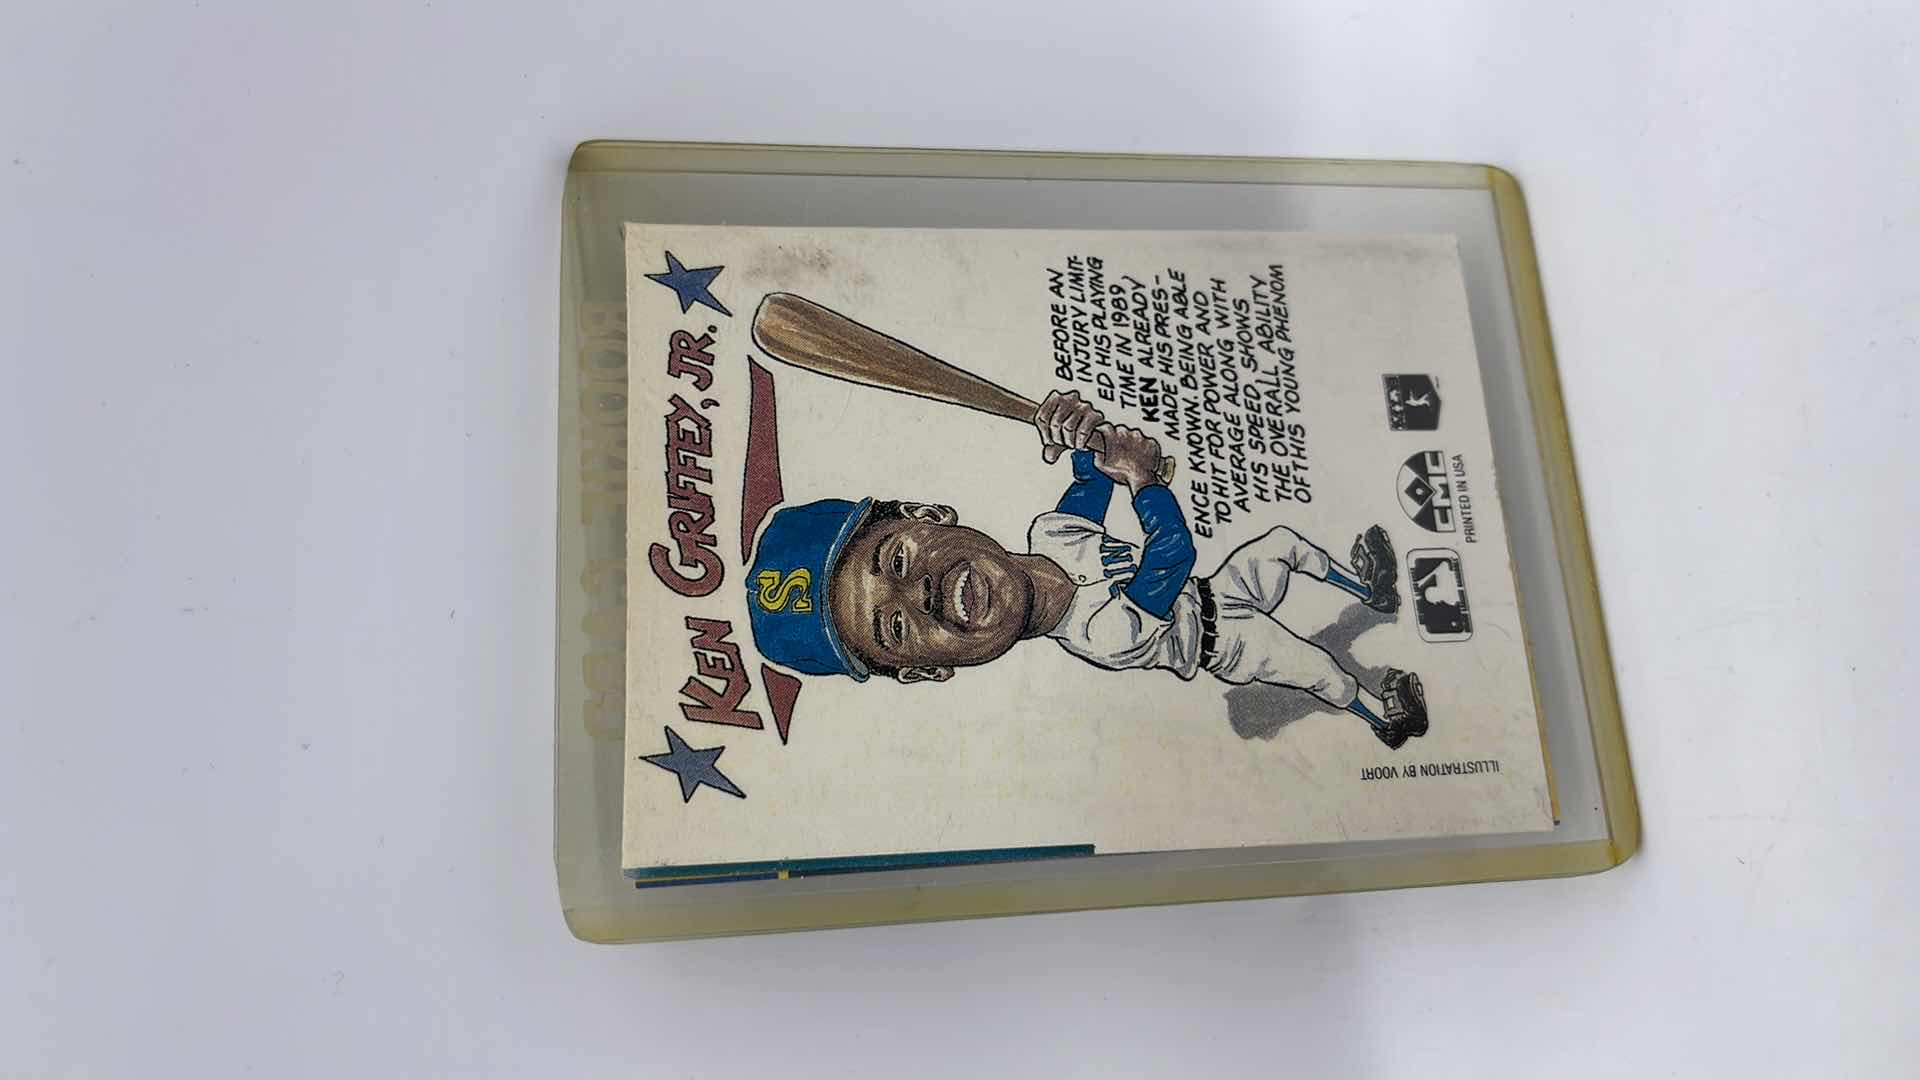 KEN GRIFFEY, JR.
BEFORE AN
INJURY LIMIT-
ED HIS PLAYING
TIME IN 1989,
KEN ALREADY
MADE HIS PRES-
ENCE KNOWN. BEING ABLE
TO HIT FOR POWER AND
AVERAGE ALONG WITH
HIS SPEED, SHOWS
THE OVERALL ABILITY
OF THIS YOUNG PHENOM
S
CMC
PRINTED IN USA
ILLUSTRATION BY VOORT